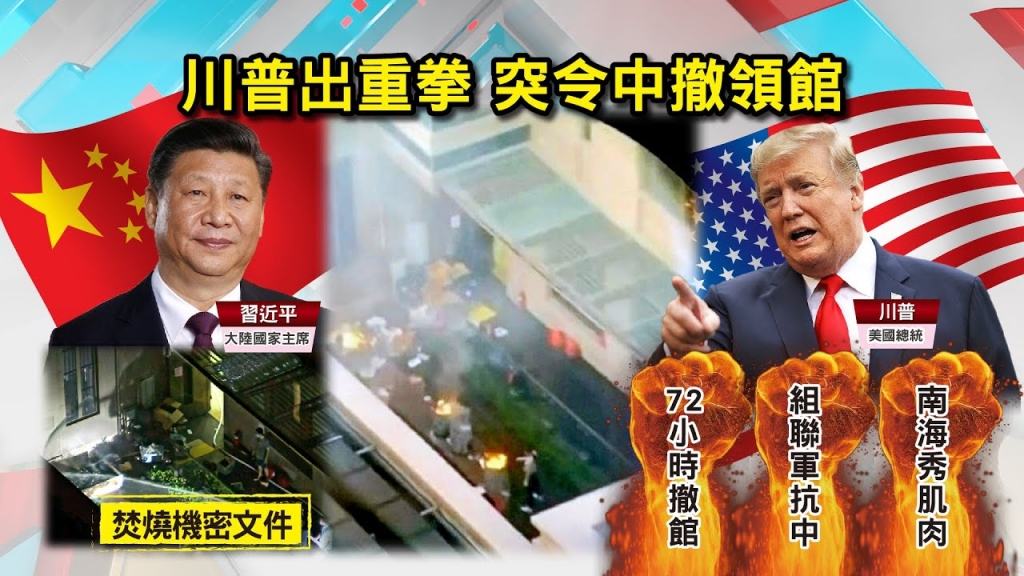 川普出重拳 突令中撤領館
習近平
大陸國家主席
川普
美國總統
焚燒機密文件
72小時撤館
組聯軍抗中
南海秀肌肉